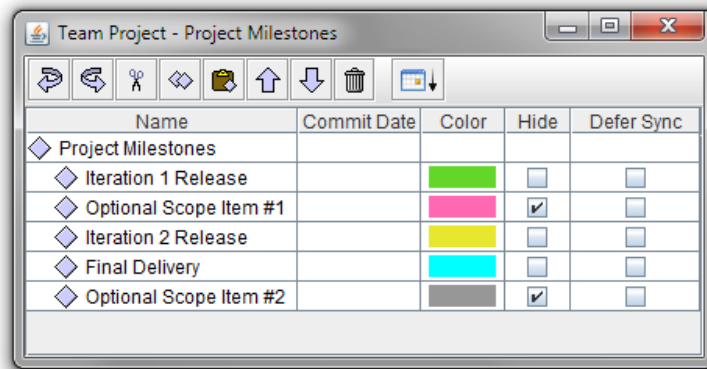 Team Project - Project Milestones
Name Commit Date Color Hide Defer Sync
Project Milestones
Iteration 1 Release
Optional Scope Item #1
Iteration 2 Release
Final Delivery
Optional Scope Item #2